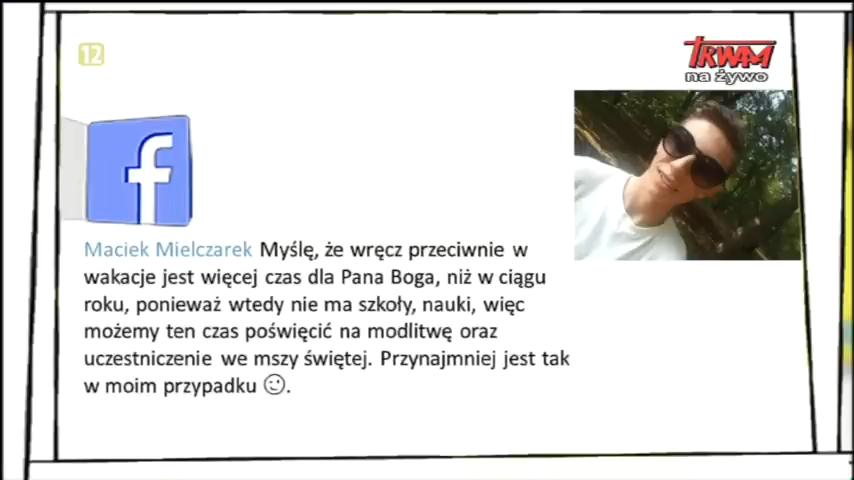 12
TRWAM
na żywo
f
Maciek Mielczarek Myślę, że wręcz przeciwnie w
wakacje jest więcej czas dla Pana Boga, niż w ciągu
roku, ponieważ wtedy nie ma szkoły, nauki, więc
możemy ten czas poświęcić na modlitwę oraz
uczestniczenie we mszy świętej. Przynajmniej jest tak
w moim przypadku ☺.